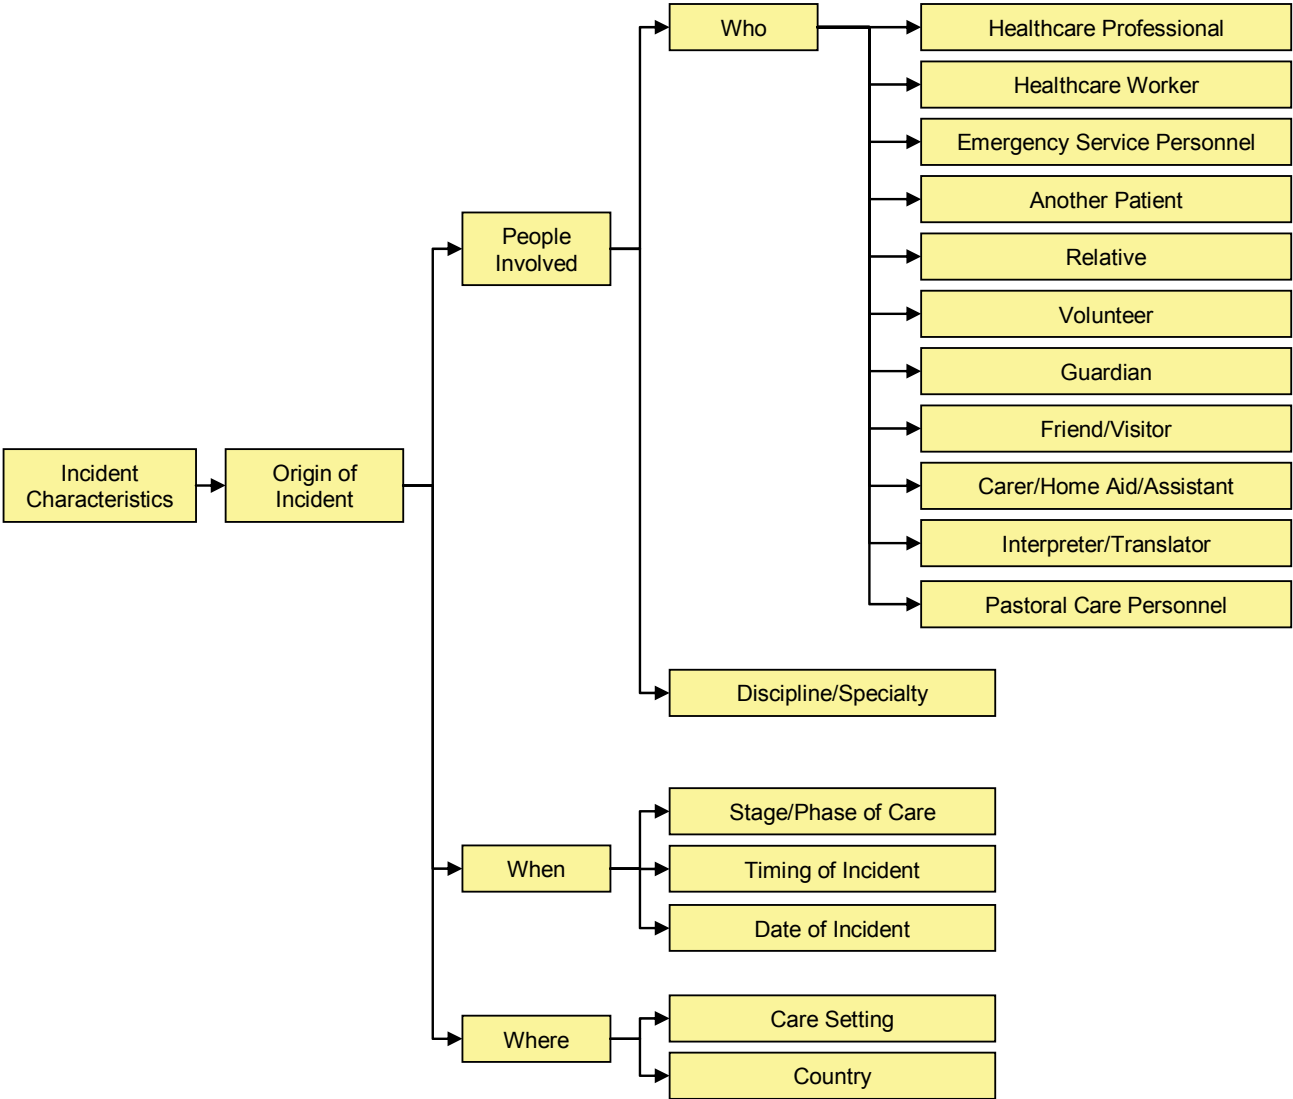 Who
Healthcare Professional
Healthcare Worker
Emergency Service Personnel
Another Patient
People
Involved
Relative
Volunteer
Guardian
Friend/Visitor
Incident
Characteristics
Origin of
Incident
Carer/Home Aid/Assistant
Interpreter/Translator
Pastoral Care Personnel
Discipline/Specialty
Stage/Phase of Care
When
Timing of Incident
Date of Incident
Where
Care Setting
Country